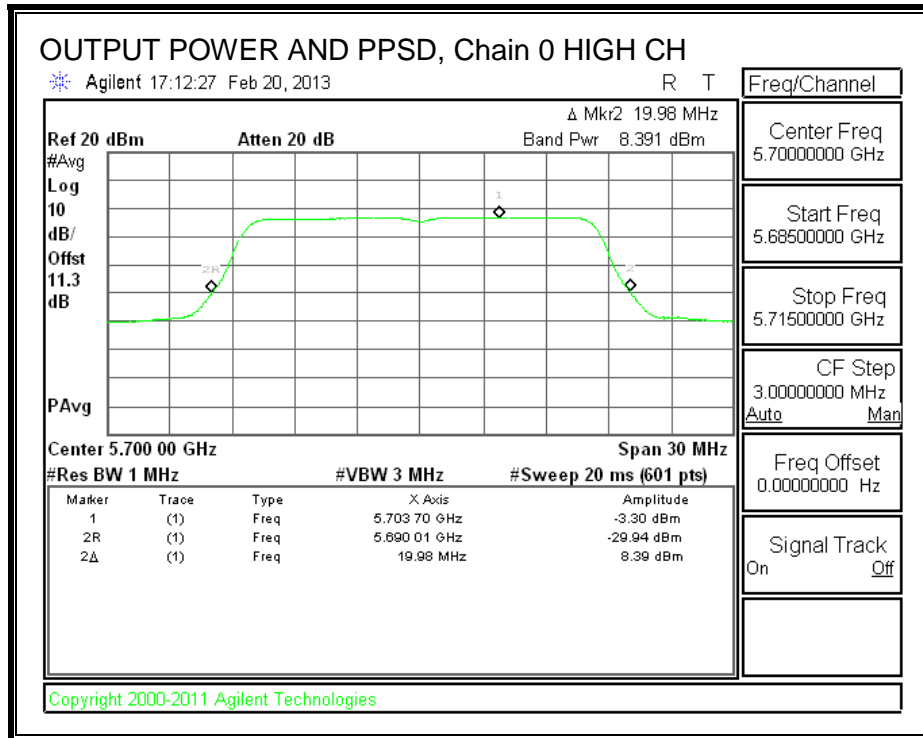 OUTPUT POWER AND PPSD, Chain 0 HIGH CH
Agilent 17:12:27 Feb 20, 2013 R T
Δ Mkr2 19.98 MHz
Ref 20 dBm Atten 20 dB Band Pwr 8.391 dBm
#Avg
Log
10
dB/
Offst
11.3
dB
PAvg
1
2R
2
Center 5.700 00 GHz Span 30 MHz
#Res BW 1 MHz #VBW 3 MHz #Sweep 20 ms (601 pts)
Marker Trace Type X Axis Amplitude
1 (1) Freq 5.703 70 GHz -3.30 dBm
2R (1) Freq 5.690 01 GHz -29.94 dBm
2Δ (1) Freq 19.98 MHz 8.39 dBm
Freq/Channel
Center Freq
5.70000000 GHz
Start Freq
5.68500000 GHz
Stop Freq
5.71500000 GHz
CF Step
3.00000000 MHz
Auto Man
Freq Offset
0.00000000 Hz
Signal Track
On Off
Copyright 2000-2011 Agilent Technologies